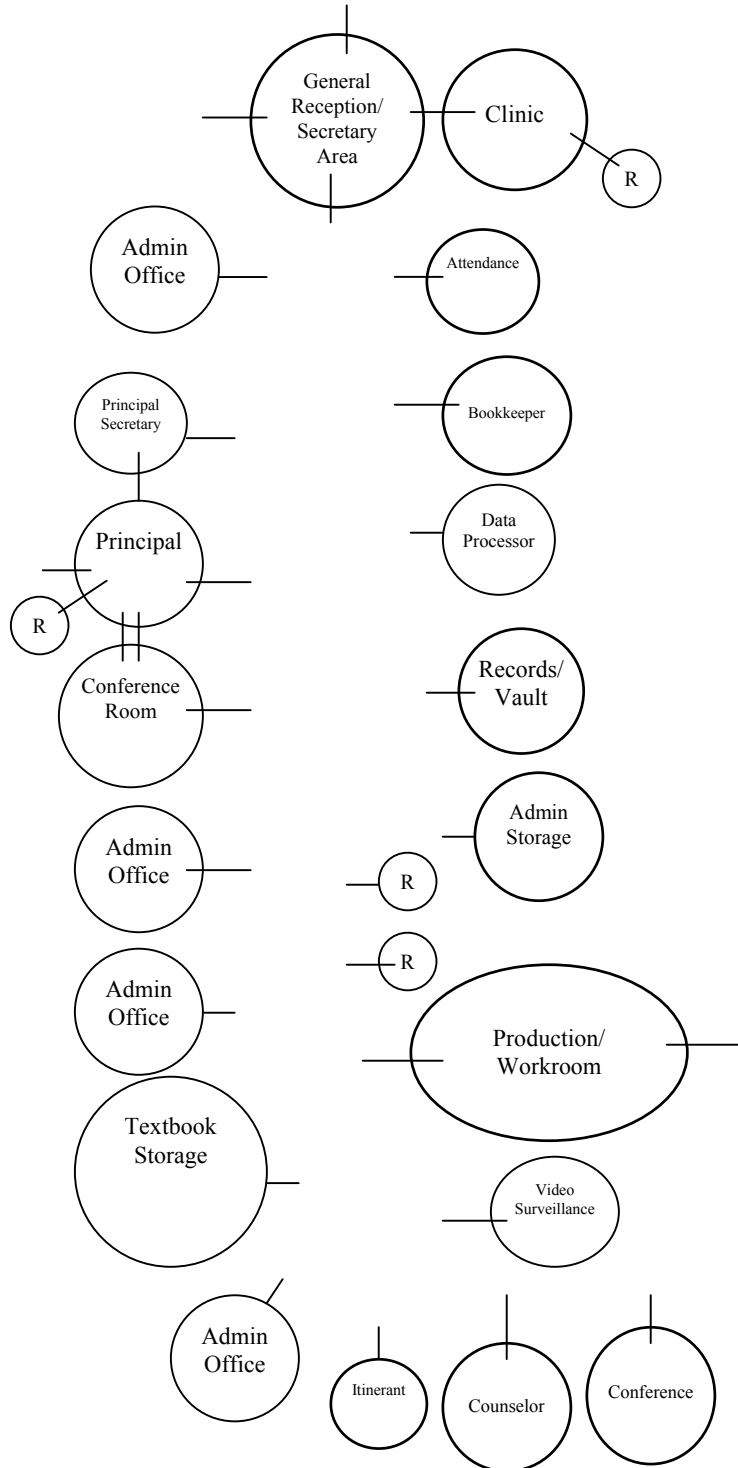 General
Reception/
Secretary
Area
Clinic
R
Admin
Office
Attendance
Principal
Secretary
Bookkeeper
Principal
Data
Processor
R
Conference
Room
Records/
Vault
Admin
Office
Admin
Storage
R
R
Admin
Office
Production/
Workroom
Textbook
Storage
Video
Surveillance
Admin
Office
Itinerant
Counselor
Conference